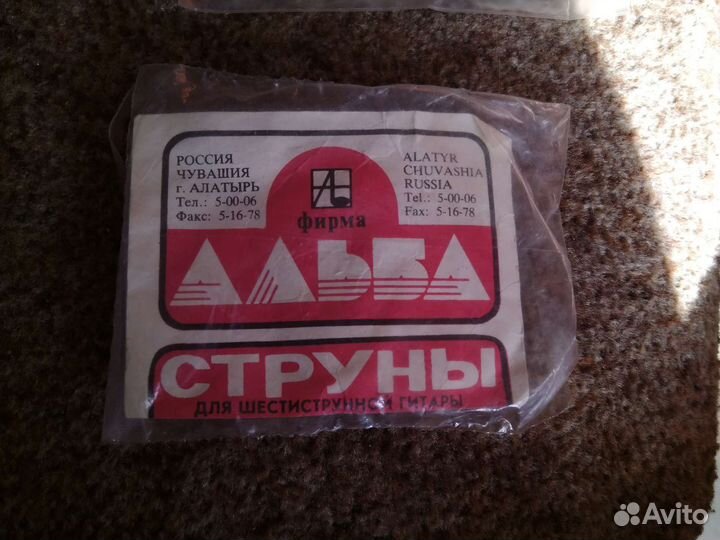 РОССИЯ
ЧУВАШИЯ
г. АЛАТЫРЬ
Тел.: 5-00-06
Факс: 5-16-78
ALATYR
CHUVASHIA
RUSSIA
Tel.: 5-00-06
Fax: 5-16-78
фирма
АЛЬБА
СТРУНЫ
ДЛЯ ШЕСТИСТРУННОЙ ГИТАРЫ
Avito